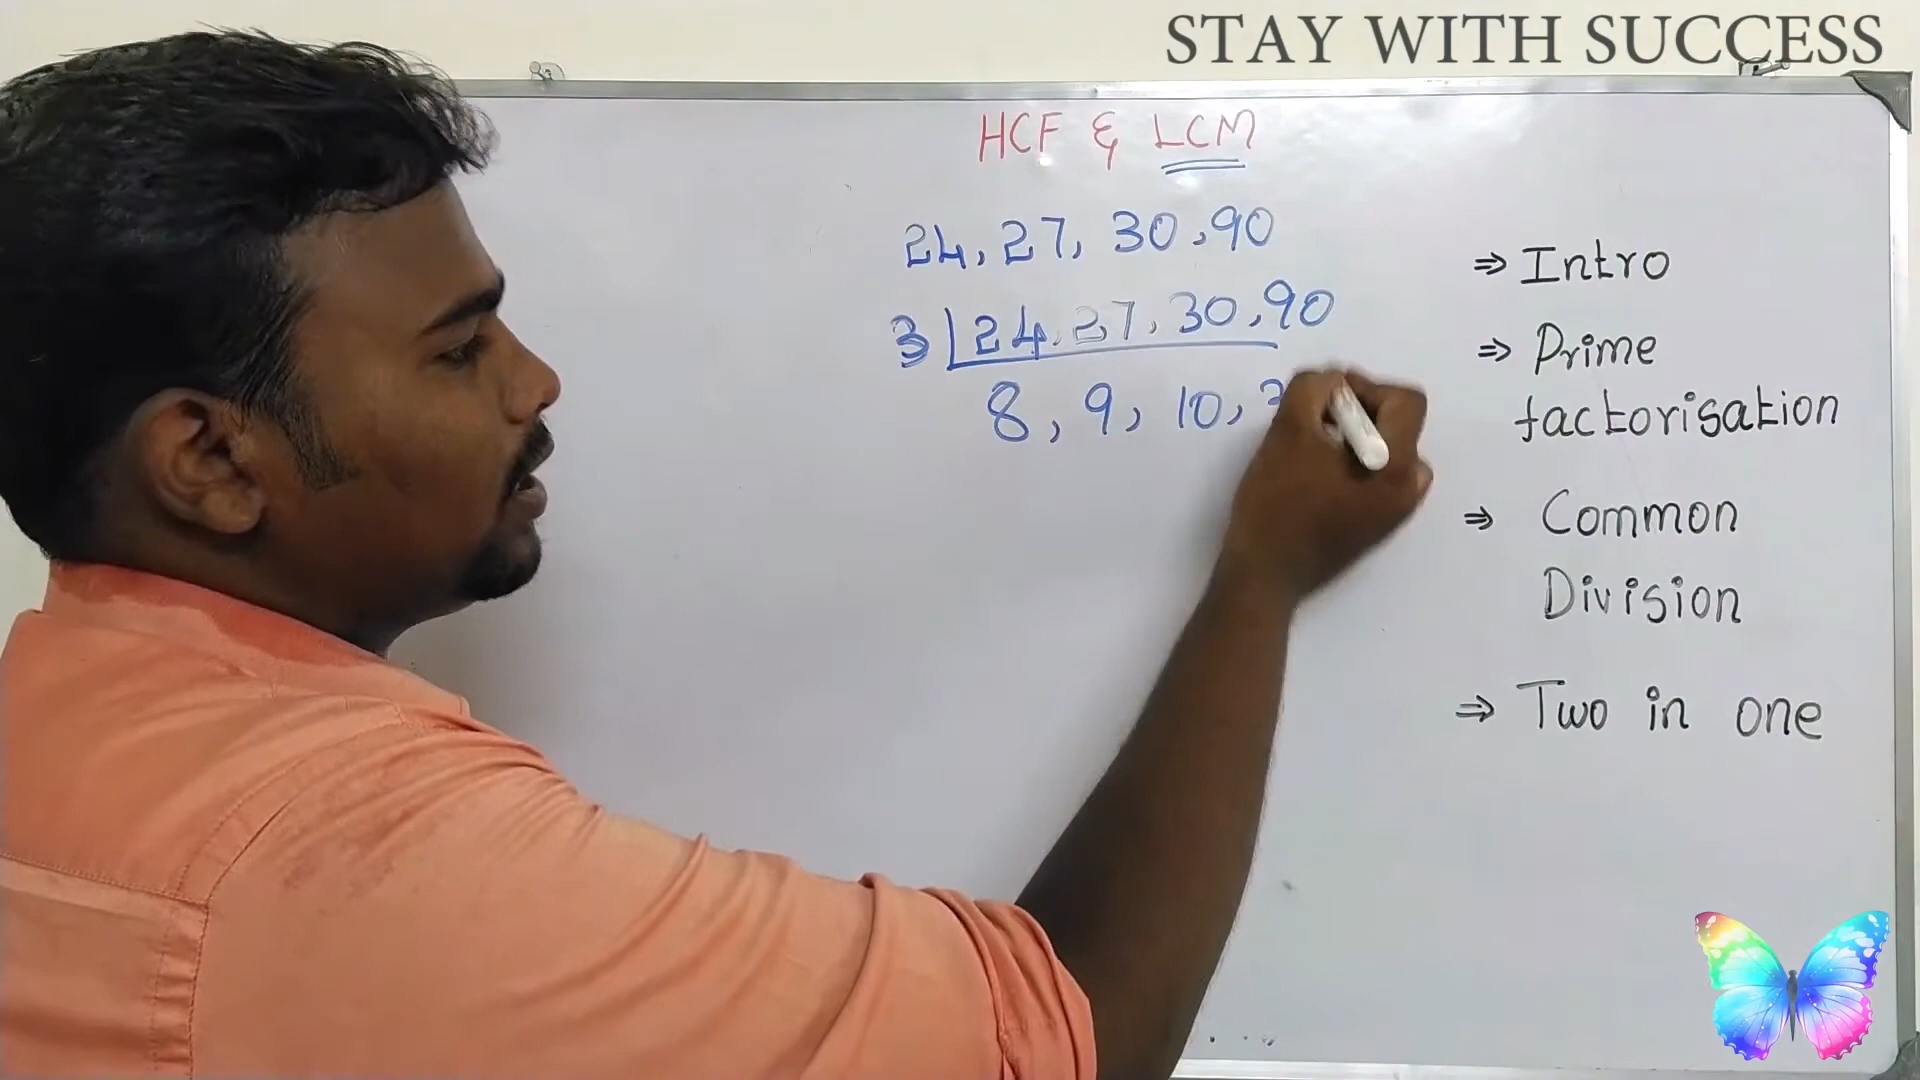 STAY WITH SUCCESS
HCF & LCM
24, 27, 30, 90
3 24, 27, 30, 90
8, 9, 10,
⇒ Intro
⇒ Prime
factorisation
⇒ Common
Division
⇒ Two in one